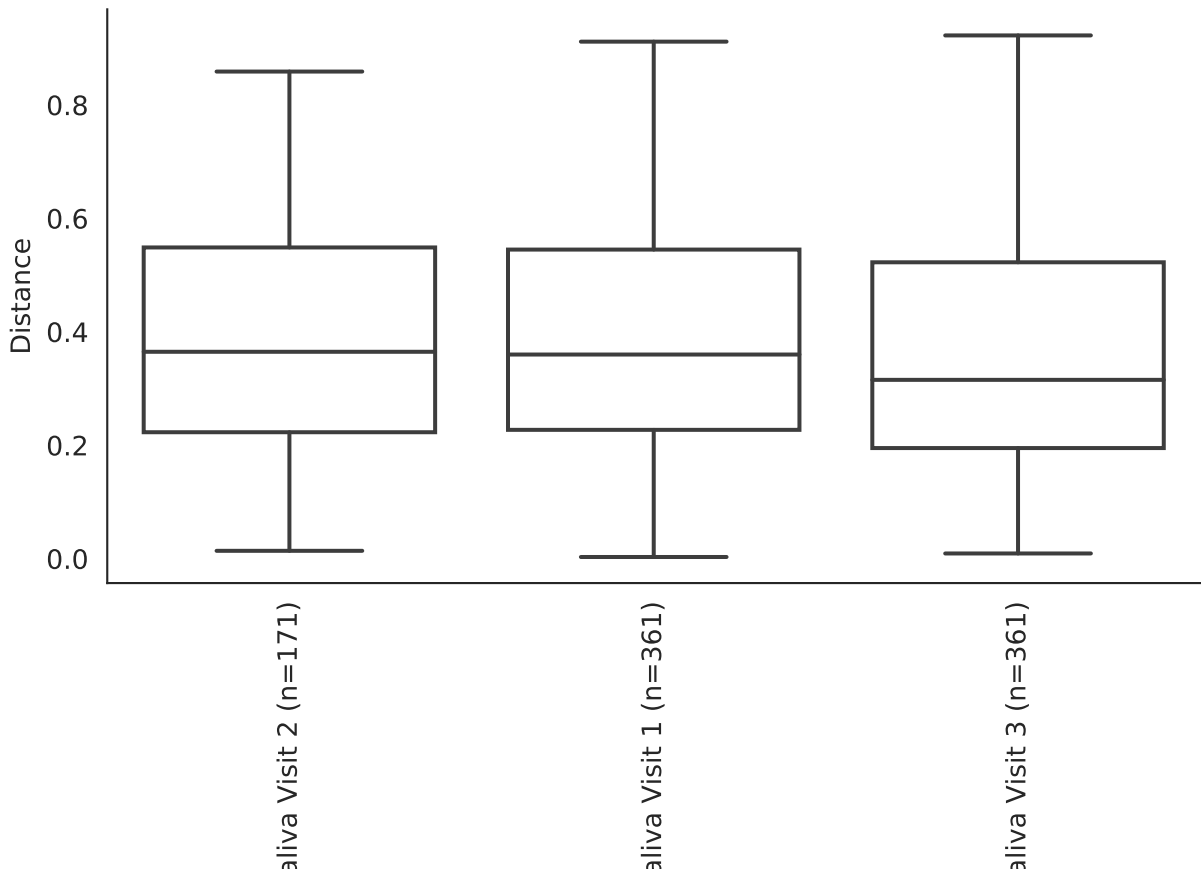 0.8
0.6
0.4
0.2
0.0
Distance
aliva Visit 2 (n=171)
aliva Visit 1 (n=361)
aliva Visit 3 (n=361)